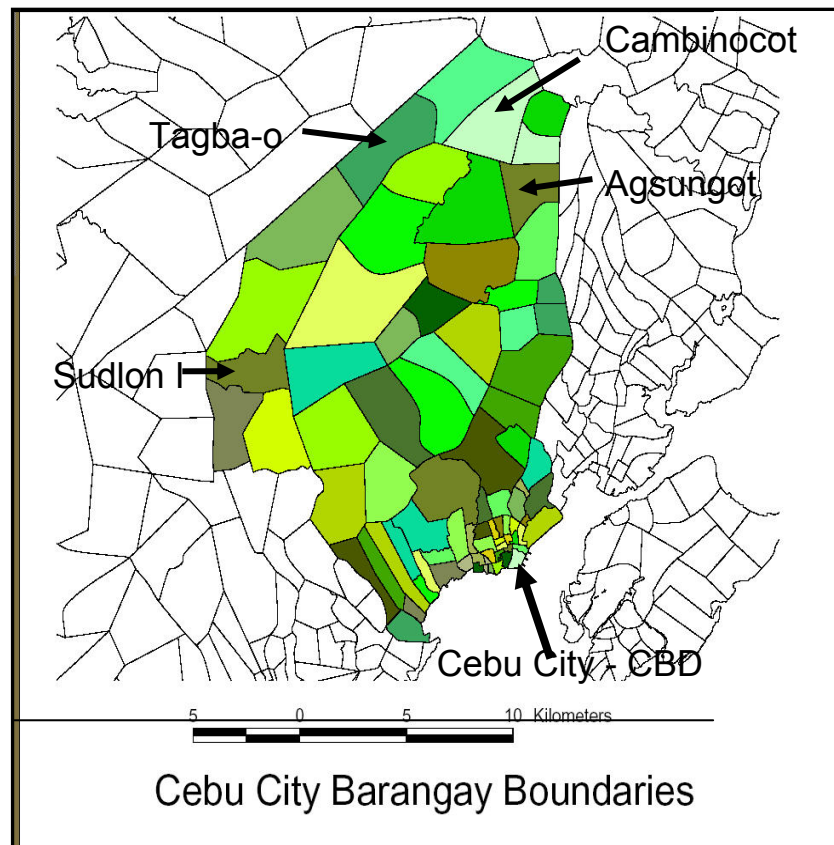 Cambinocot
Tagba-o
Agsungot
Sudlon I
Cebu City - CBD
5 0 5 10 Kilometers
Cebu City Barangay Boundaries